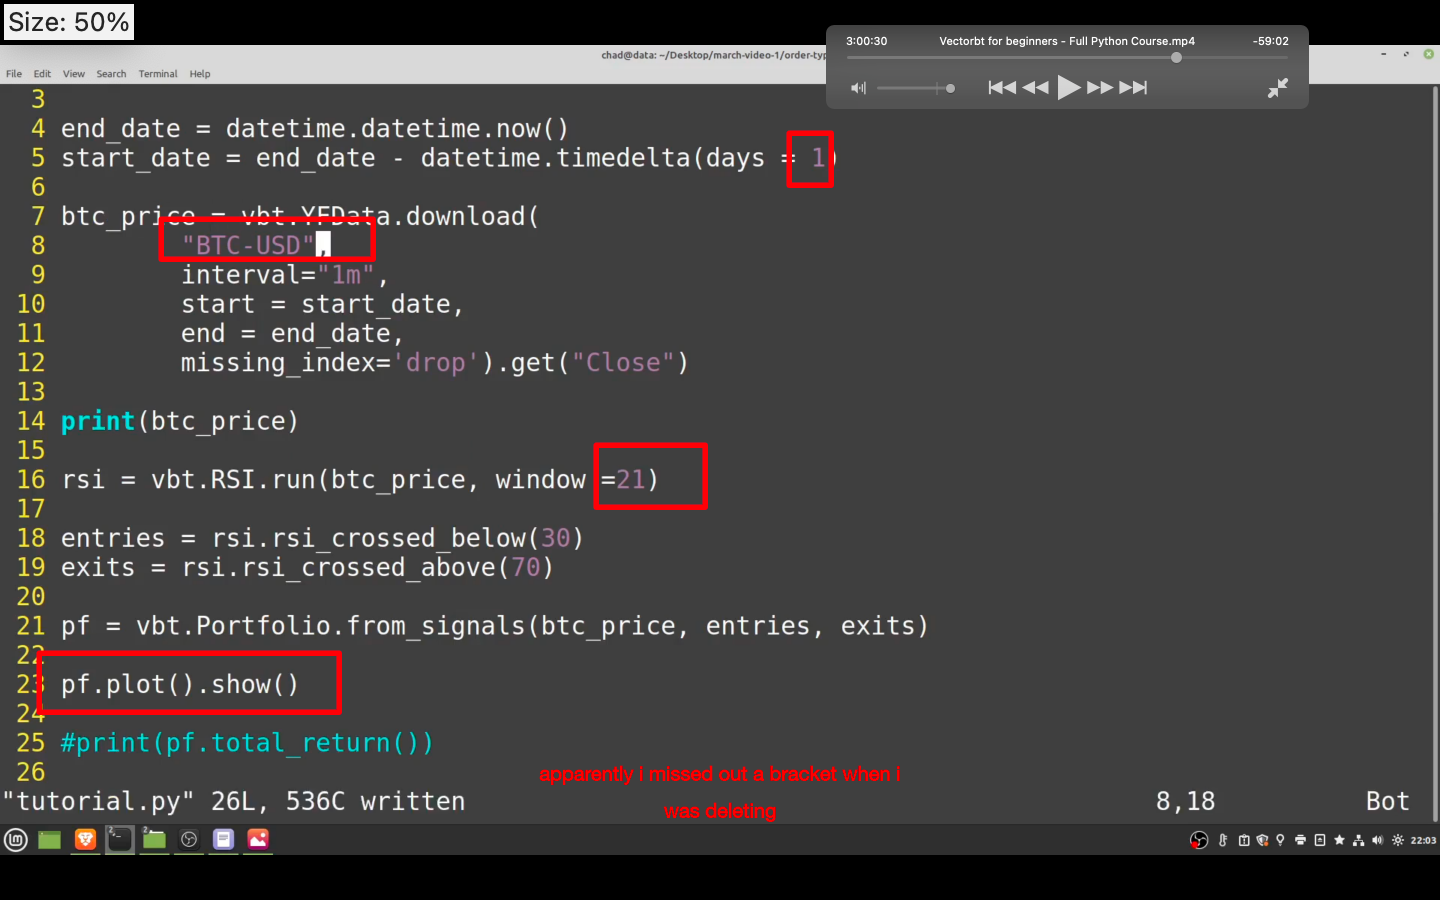 Size: 50%
3:00:30 Vectorbt for beginners - Full Python Course.mp4 -59:02
chad@data: ~/Desktop/march-video-1/order-typ
File Edit View Search Terminal Help
3
4 end_date = datetime.datetime.now()
5 start_date = end_date - datetime.timedelta(days = 1)
6
7 btc_price = vbt.YFData.download(
8 "BTC-USD",
9 interval="1m",
10 start = start_date,
11 end = end_date,
12 missing_index='drop').get("Close")
13
14 print(btc_price)
15
16 rsi = vbt.RSI.run(btc_price, window =21)
17
18 entries = rsi.rsi_crossed_below(30)
19 exits = rsi.rsi_crossed_above(70)
20
21 pf = vbt.Portfolio.from_signals(btc_price, entries, exits)
22
23 pf.plot().show()
24
25 #print(pf.total_return())
26
apparently I missed out a bracket when I
was deleting
"tutorial.py" 26L, 536C written 8,18 Bot
22:03